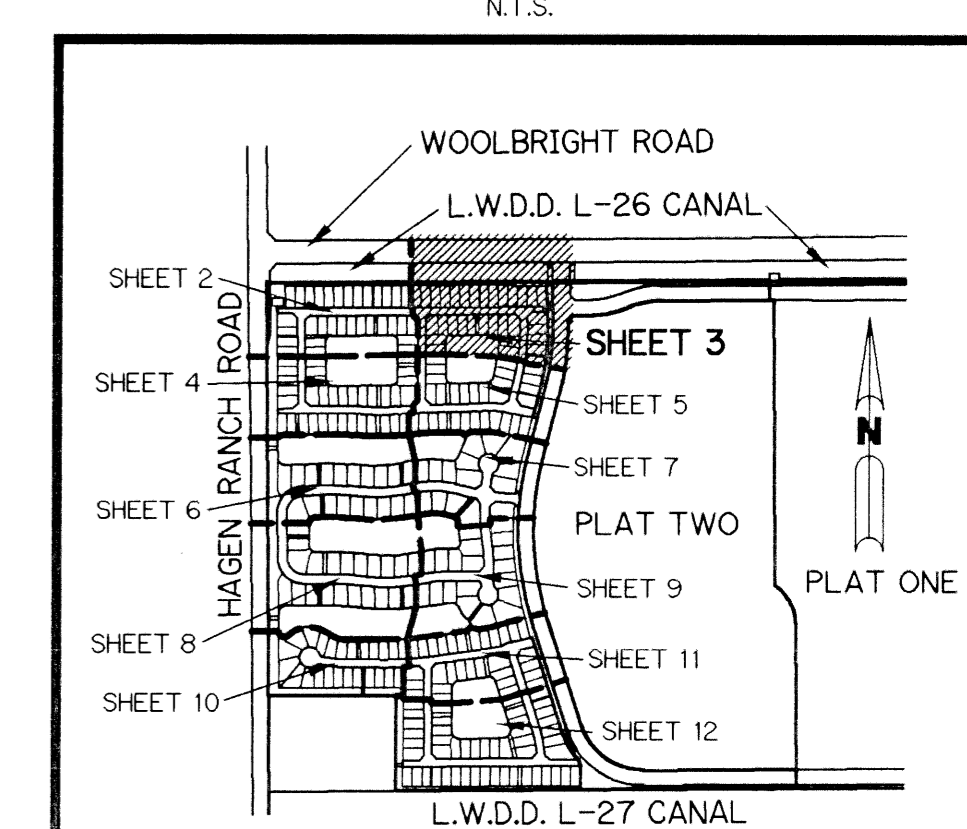 N.T.S.
WOOLBRIGHT ROAD
L.W.D.D. L-26 CANAL
SHEET 2
SHEET 3
HAGEN RANCH ROAD
SHEET 4
SHEET 5
N
SHEET 7
SHEET 6
PLAT TWO
PLAT ONE
SHEET 9
SHEET 8
SHEET 11
SHEET 10
SHEET 12
L.W.D.D. L-27 CANAL